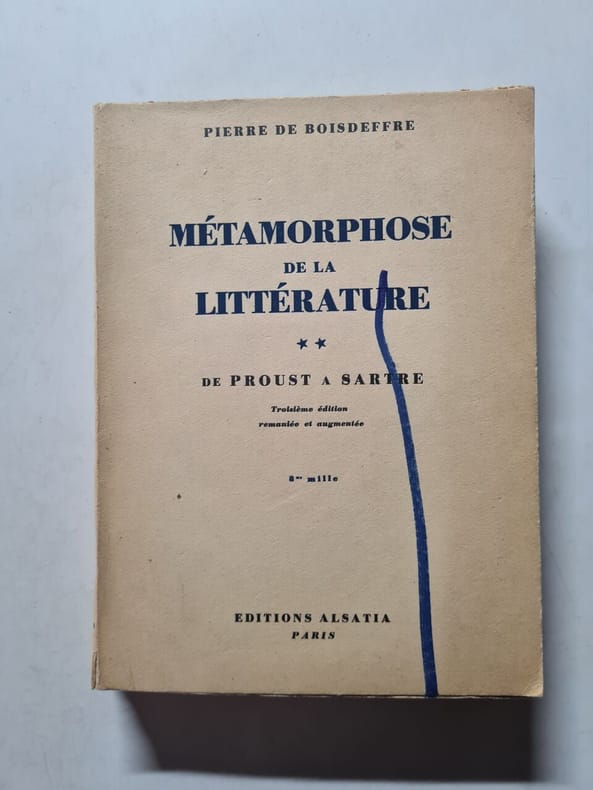 PIERRE DE BOISDEFFRE
MÉTAMORPHOSE
DE LA
LITTÉRATURE
★★
DE PROUST A SARTRE
Troisième édition
remaniée et augmentée
8me mille
EDITIONS ALSATIA
PARIS